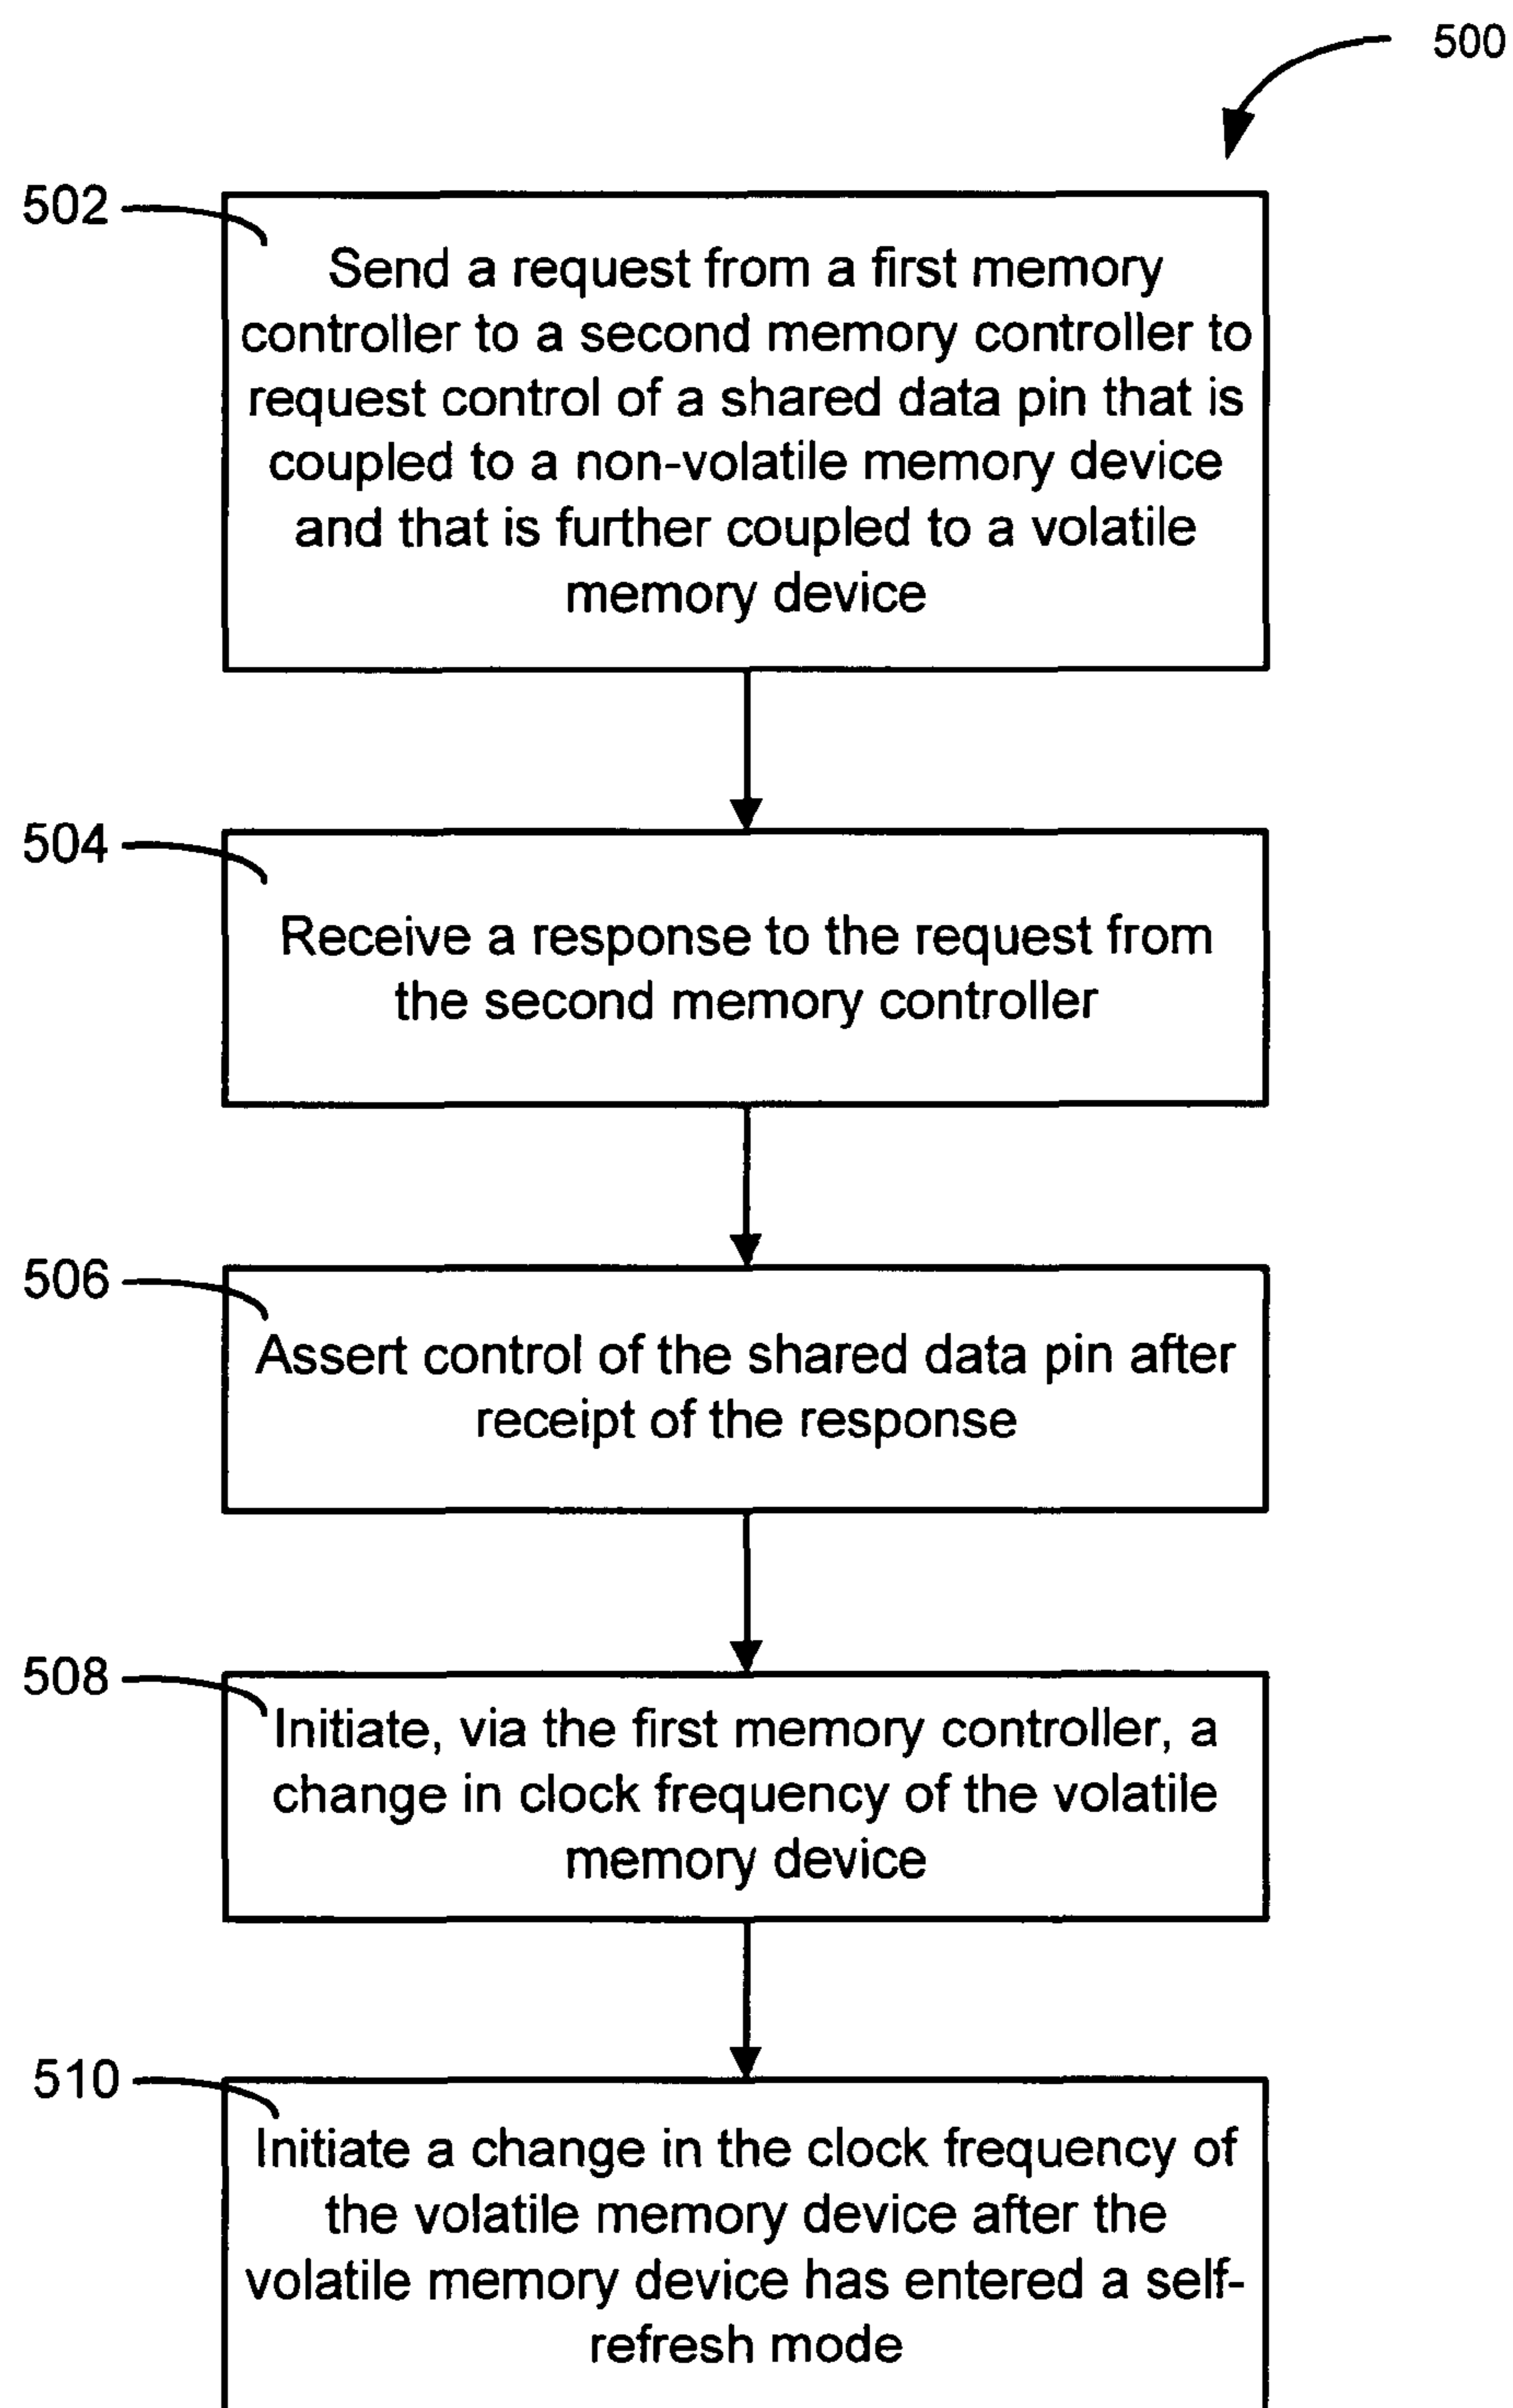 500
502
Send a request from a first memory
controller to a second memory controller to
request control of a shared data pin that is
coupled to a non-volatile memory device
and that is further coupled to a volatile
memory device
504
Receive a response to the request from
the second memory controller
506
Assert control of the shared data pin after
receipt of the response
508
Initiate, via the first memory controller, a
change in clock frequency of the volatile
memory device
510
Initiate a change in the clock frequency of
the volatile memory device after the
volatile memory device has entered a self-
refresh mode